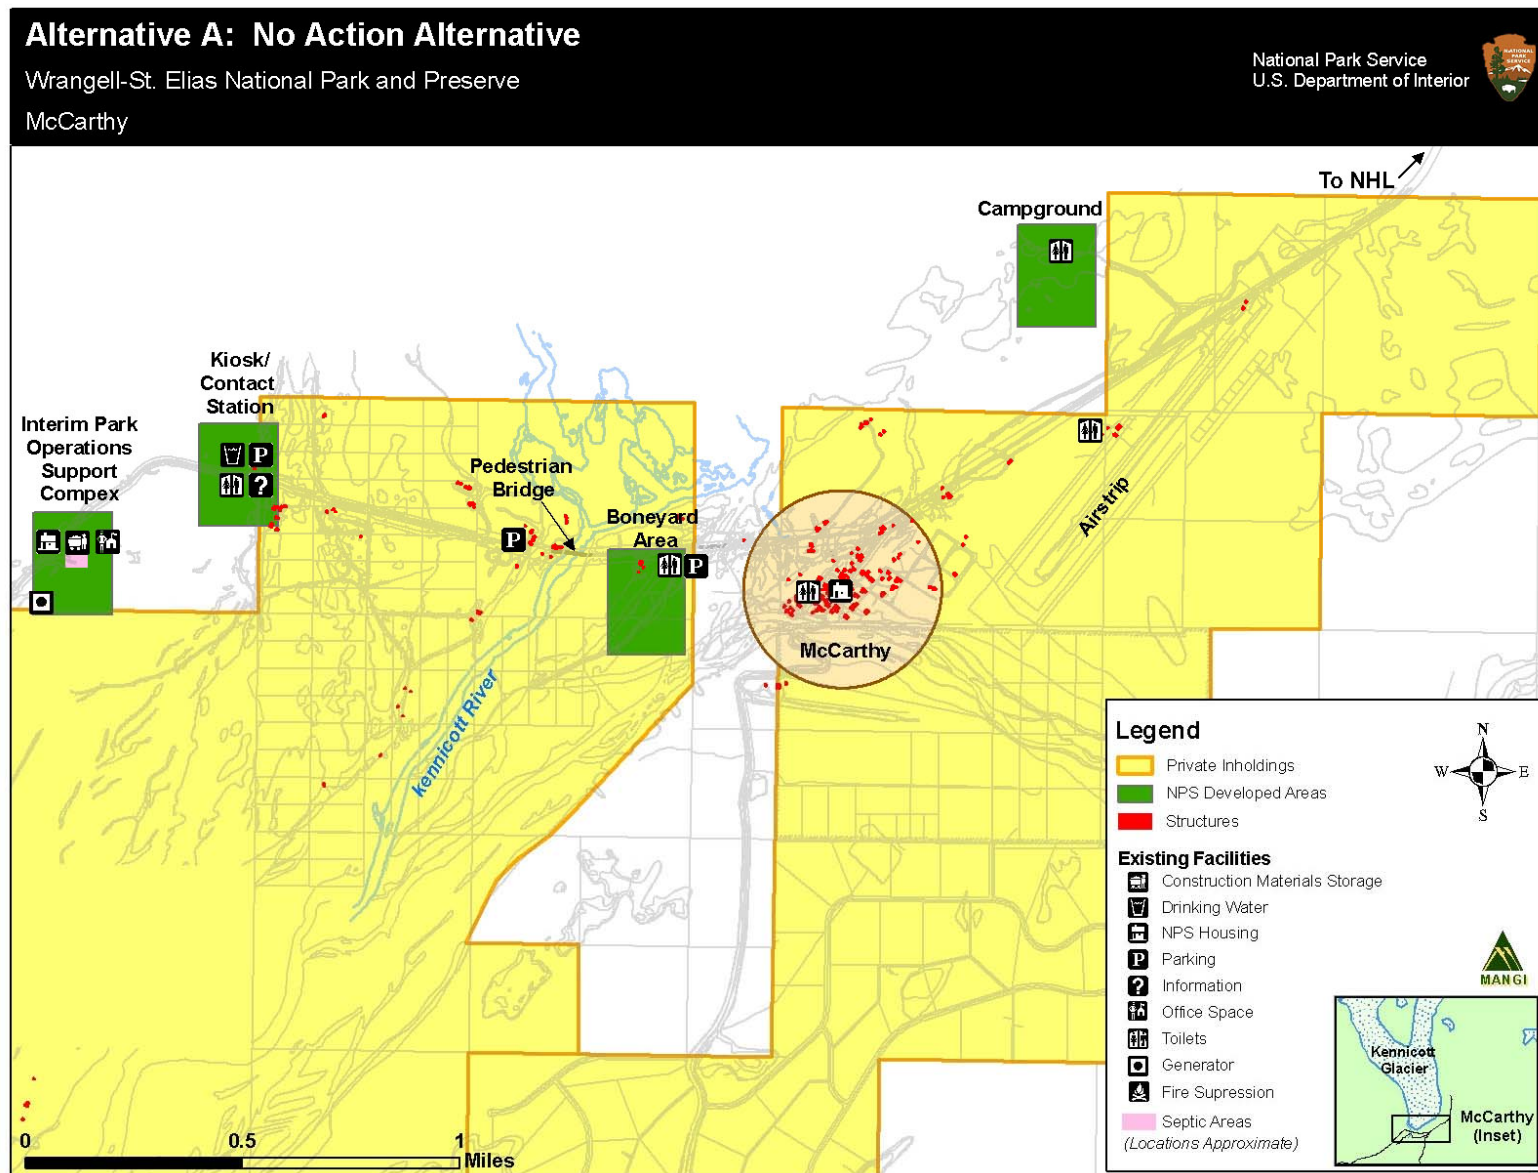 Alternative A: No Action Alternative
Wrangell-St. Elias National Park and Preserve
McCarthy
National Park Service
U.S. Department of Interior
NATIONAL
PARK
SERVICE
To NHL
Campground
Kiosk/
Contact
Station
Interim Park
Operations
Support
Compex
Pedestrian
Bridge
Boneyard
Area
Airstrip
P
?
P
P
McCarthy
kennicott River
Legend
Private Inholdings
NPS Developed Areas
Structures
N
W
E
S
Existing Facilities
Construction Materials Storage
Drinking Water
NPS Housing
P Parking
? Information
Office Space
Toilets
Generator
Fire Supression
Septic Areas
(Locations Approximate)
MANGI
Kennicott
Glacier
McCarthy
(Inset)
0 0.5 1
Miles